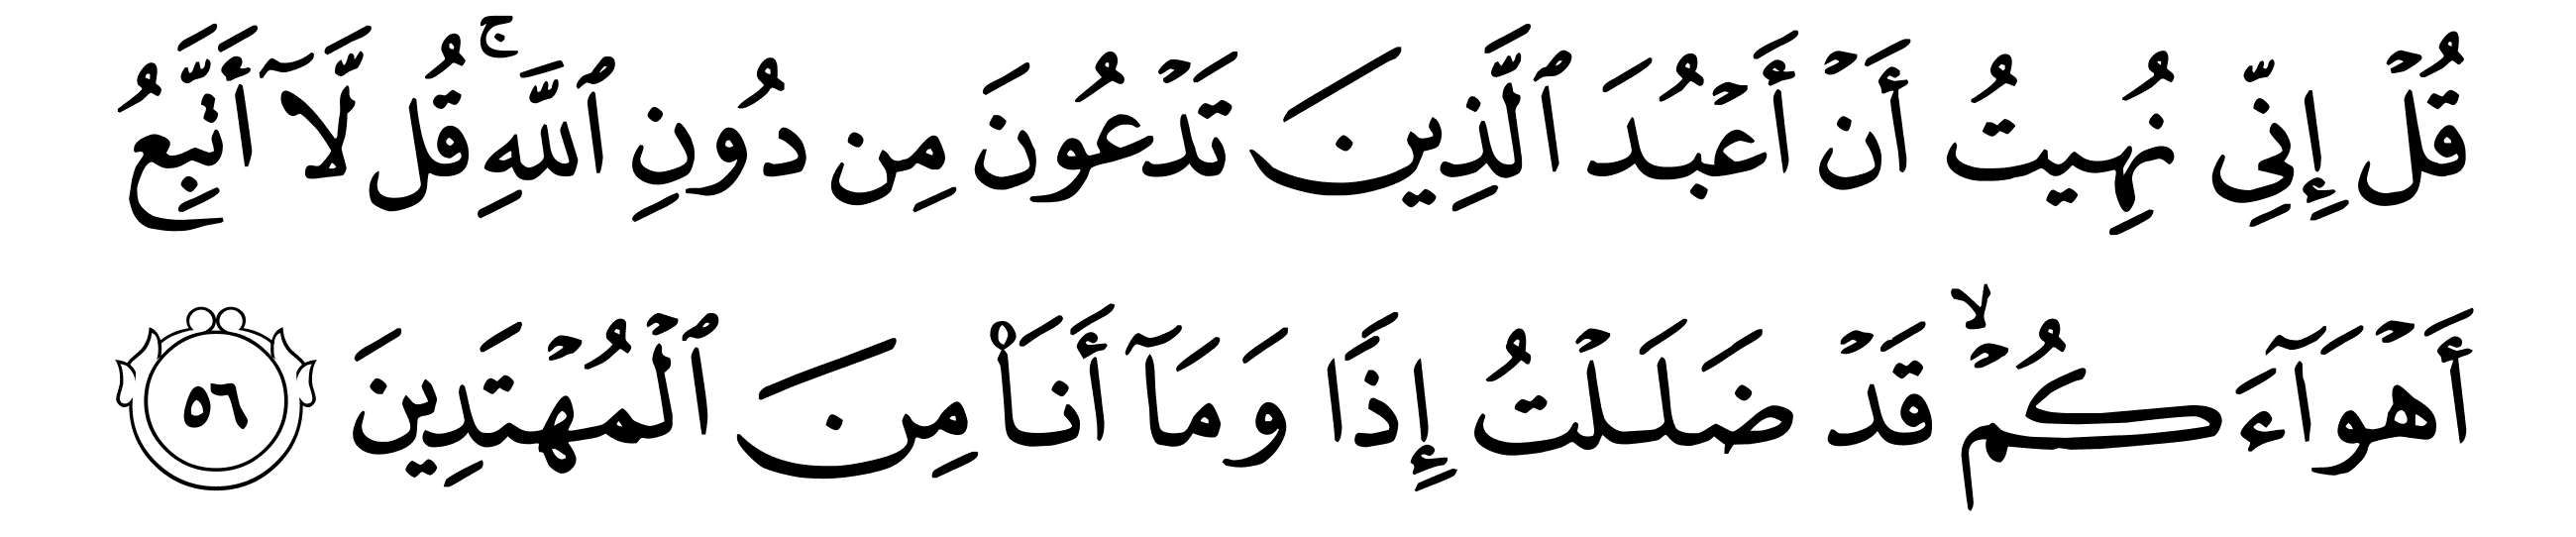 قُلۡ إِنِّي نُهِيتُ أَنۡ أَعۡبُدَ ٱلَّذِينَ تَدۡعُونَ مِن دُونِ ٱللَّهِۚ قُل لَّآ أَتَّبِعُ
أَهۡوَآءَكُمۡۙ قَدۡ ضَلَلۡتُ إِذٗا وَمَآ أَنَا۠ مِنَ ٱلۡمُهۡتَدِينَ ٥٦